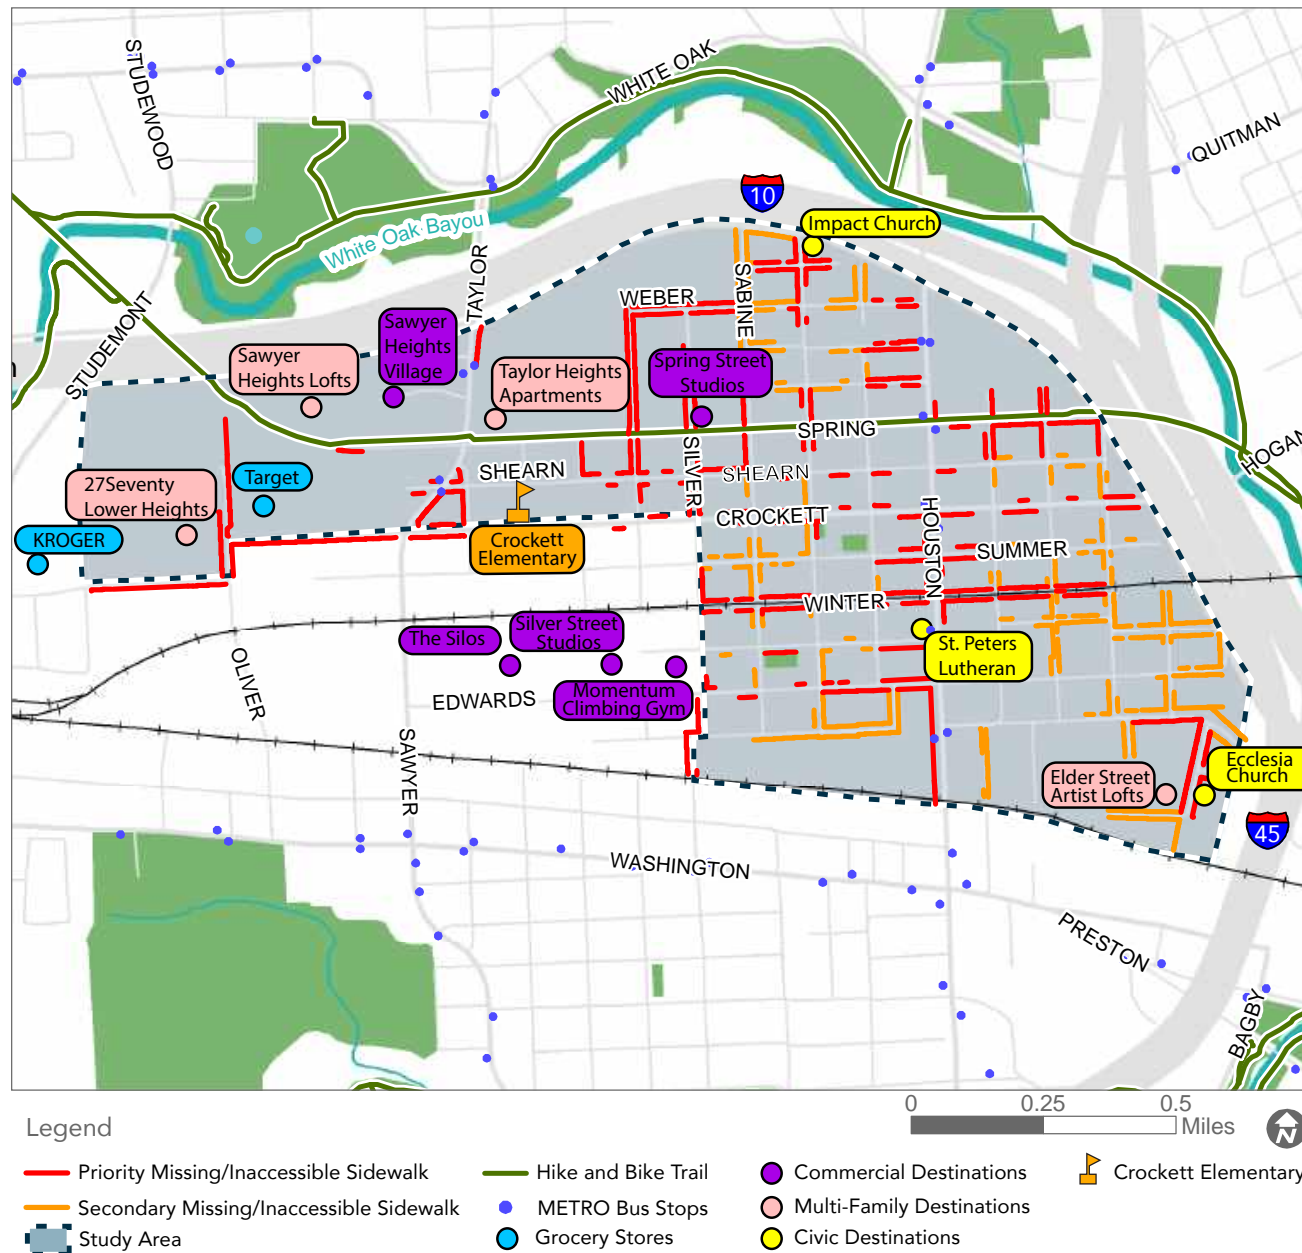 STUDEWOOD
WHITE OAK
QUITMAN
10
White Oak Bayou
Impact Church
TAYLOR
SABINE
WEBER
STUDEMONT
Sawyer
Heights
Village
Sawyer
Heights Lofts
Taylor Heights
Apartments
Spring Street
Studios
SPRING
HOGAN
SHEARN
SILVER
SHEARN
Target
27Seventy
Lower Heights
KROGER
CROCKETT
HOUSTON
Crockett
Elementary
SUMMER
WINTER
The Silos
Silver Street
Studios
St. Peters
Lutheran
OLIVER
EDWARDS
Momentum
Climbing Gym
SAWYER
Ecclesia
Church
Elder Street
Artist Lofts
45
WASHINGTON
PRESTON
BAGBY
0 0.25 0.5
Miles
N
Legend
Priority Missing/Inaccessible Sidewalk
Secondary Missing/Inaccessible Sidewalk
Study Area
Hike and Bike Trail
METRO Bus Stops
Grocery Stores
Commercial Destinations
Multi-Family Destinations
Civic Destinations
Crockett Elementary